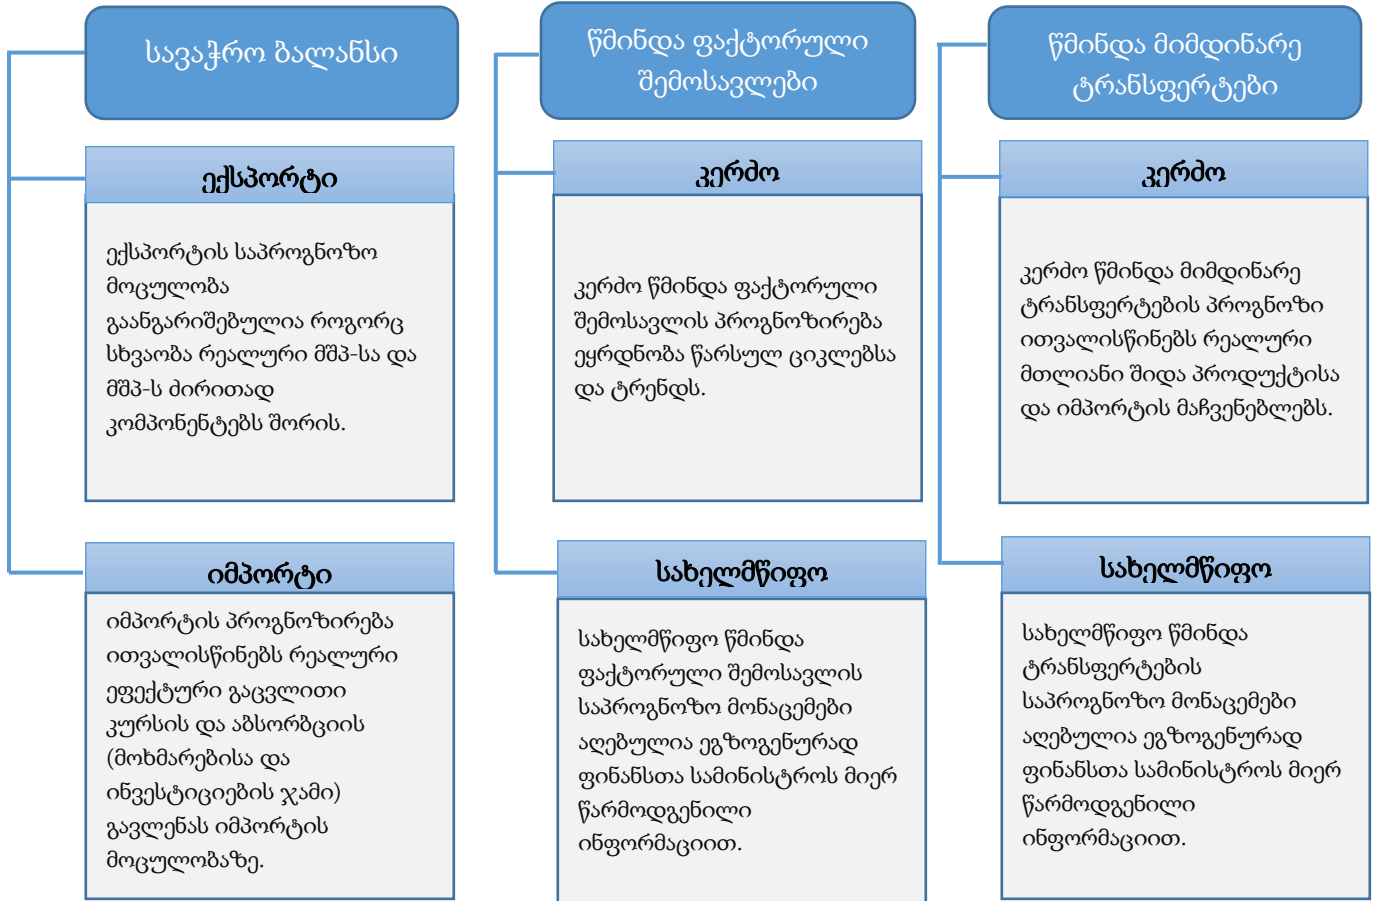 სავაჭრო ბალანსი
ექსპორტი
ექსპორტის საპროგნოზო
მოცულობა
გაანგარიშებულია როგორც
სხვაობა რეალური მშპ-სა და
მშპ-ს ძირითად
კომპონენტებს შორის.
იმპორტი
იმპორტის პროგნოზირება
ითვალისწინებს რეალური
ეფექტური გაცვლითი
კურსის და აბსორბციის
(მოხმარებისა და
ინვესტიციების ჯამი)
გავლენას იმპორტის
მოცულობაზე.
წმინდა ფაქტორული
შემოსავლები
კერძო
კერძო წმინდა ფაქტორული
შემოსავლის პროგნოზირება
ეყრდნობა წარსულ ციკლებსა
და ტრენდს.
სახელმწიფო
სახელმწიფო წმინდა
ფაქტორული შემოსავლის
საპროგნოზო მონაცემები
აღებულია ეგზოგენურად
ფინანსთა სამინისტროს მიერ
წარმოდგენილი
ინფორმაციით.
წმინდა მიმდინარე
ტრანსფერტები
კერძო
კერძო წმინდა მიმდინარე
ტრანსფერტების პროგნოზი
ითვალისწინებს რეალური
მთლიანი შიდა პროდუქტისა
და იმპორტის მაჩვენებლებს.
სახელმწიფო
სახელმწიფო წმინდა
ტრანსფერტების
საპროგნოზო მონაცემები
აღებულია ეგზოგენურად
ფინანსთა სამინისტროს მიერ
წარმოდგენილი
ინფორმაციით.